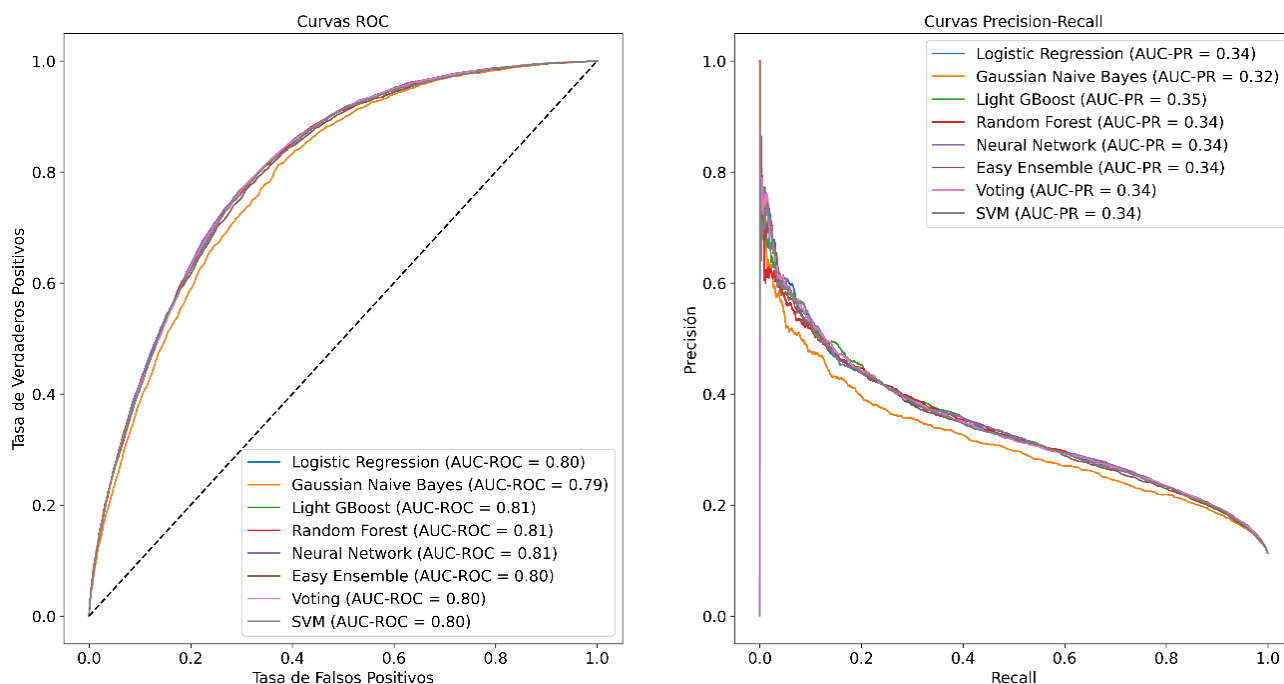 Curvas ROC
1.0
0.8
0.6
0.4
0.2
0.0
Tasa de Verdaderos Positivos
Logistic Regression (AUC-ROC = 0.80)
Gaussian Naive Bayes (AUC-ROC = 0.79)
Light GBoost (AUC-ROC = 0.81)
Random Forest (AUC-ROC = 0.81)
Neural Network (AUC-ROC = 0.81)
Easy Ensemble (AUC-ROC = 0.80)
Voting (AUC-ROC = 0.80)
SVM (AUC-ROC = 0.80)
0.0 0.2 0.4 0.6 0.8 1.0
Tasa de Falsos Positivos
Curvas Precision-Recall
Logistic Regression (AUC-PR = 0.34)
Gaussian Naive Bayes (AUC-PR = 0.32)
Light GBoost (AUC-PR = 0.35)
Random Forest (AUC-PR = 0.34)
Neural Network (AUC-PR = 0.34)
Easy Ensemble (AUC-PR = 0.34)
Voting (AUC-PR = 0.34)
SVM (AUC-PR = 0.34)
1.0
0.8
0.6
0.4
0.2
0.0
Precisión
0.0 0.2 0.4 0.6 0.8 1.0
Recall